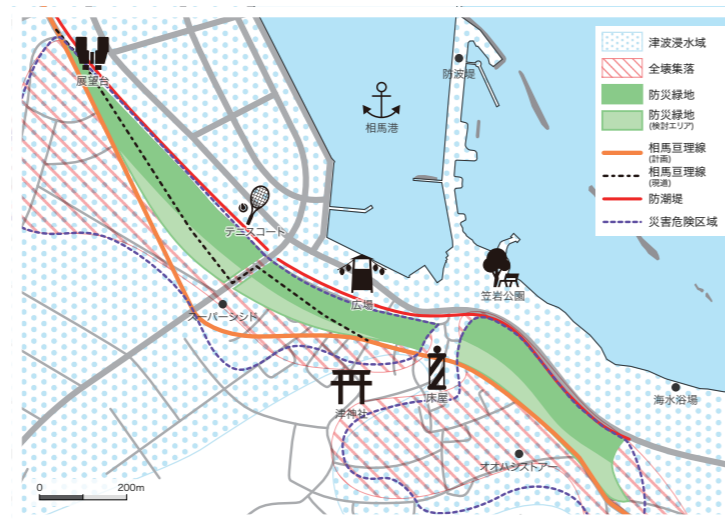 展望台
防波堤
相馬港
テニスコート
広場
笠岩公園
スーパーシシド
津神社
床屋
海水浴場
オオハシストアー
0
200m
津波浸水域
全壊集落
防災緑地
防災緑地
(検討エリア)
相馬亘理線
(計画)
相馬亘理線
(現道)
防潮堤
災害危険区域